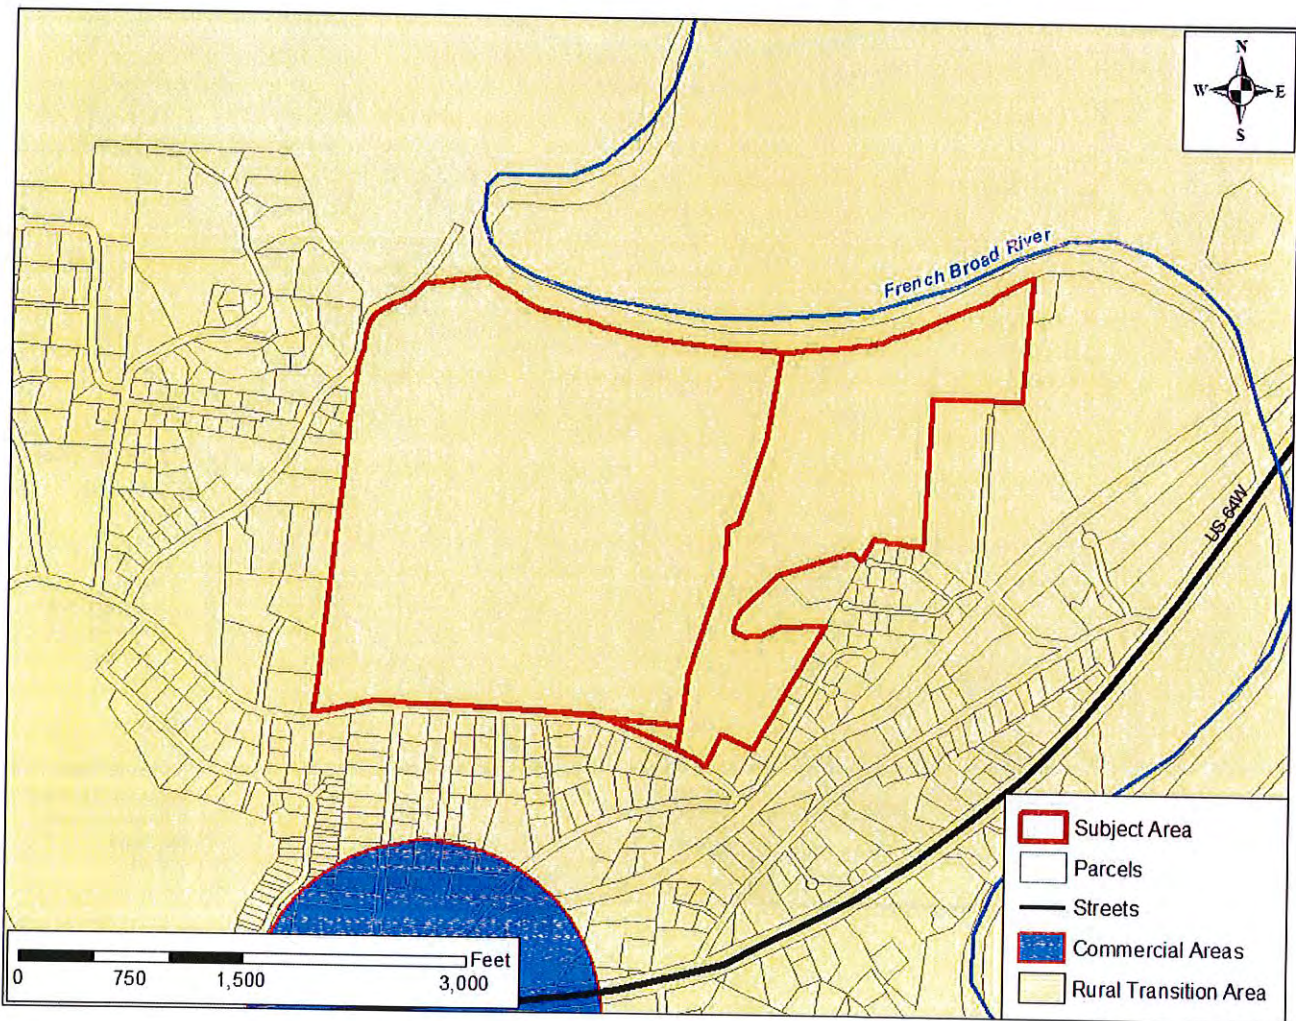 N
W E
S
French Broad River
US-64W
Subject Area
Parcels
Streets
Commercial Areas
Rural Transition Area
Feet
0 750 1,500 3,000